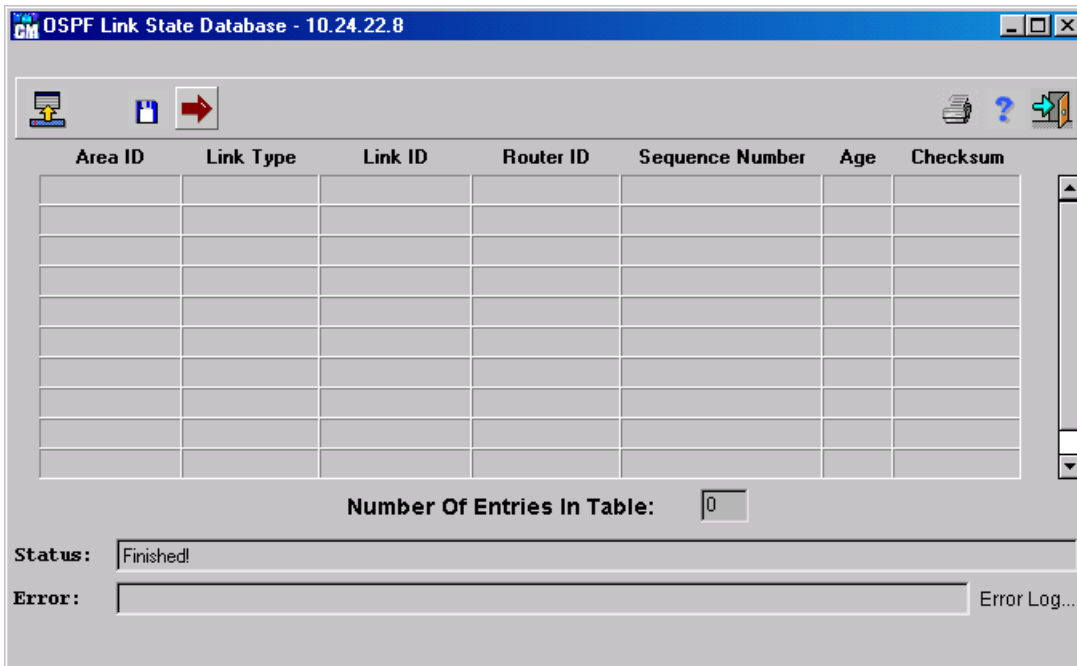 CM OSPF Link State Database - 10.24.22.8
?
Area ID Link Type Link ID Router ID Sequence Number Age Checksum
Number Of Entries In Table: 0
Status: Finished!
Error: Error Log...